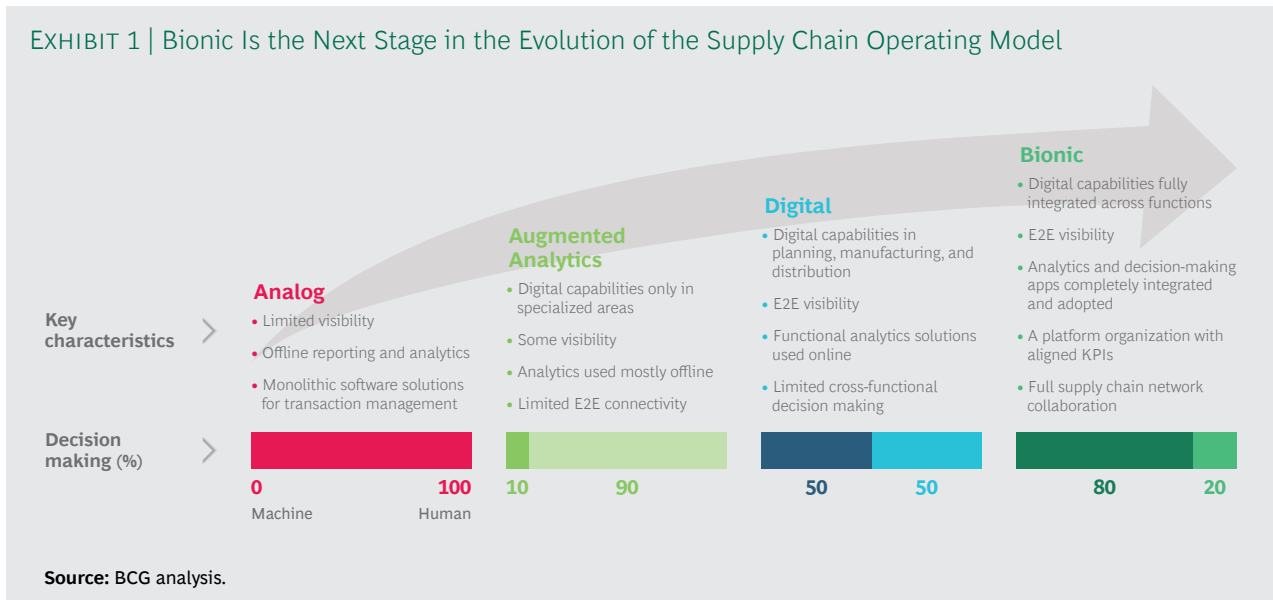 EXHIBIT 1 | Bionic Is the Next Stage in the Evolution of the Supply Chain Operating Model
Key
characteristics
Analog
• Limited visibility
• Offline reporting and analytics
• Monolithic software solutions
for transaction management
Augmented
Analytics
• Digital capabilities only in
specialized areas
• Some visibility
• Analytics used mostly offline
• Limited E2E connectivity
Digital
• Digital capabilities in
planning, manufacturing, and
distribution
• E2E visibility
• Functional analytics solutions
used online
• Limited cross-functional
decision making
Bionic
• Digital capabilities fully
integrated across functions
• E2E visibility
• Analytics and decision-making
apps completely integrated
and adopted
• A platform organization with
aligned KPIs
• Full supply chain network
collaboration
Decision
making (%)
0 100
Machine Human
10 90
50 50
80 20
Source: BCG analysis.